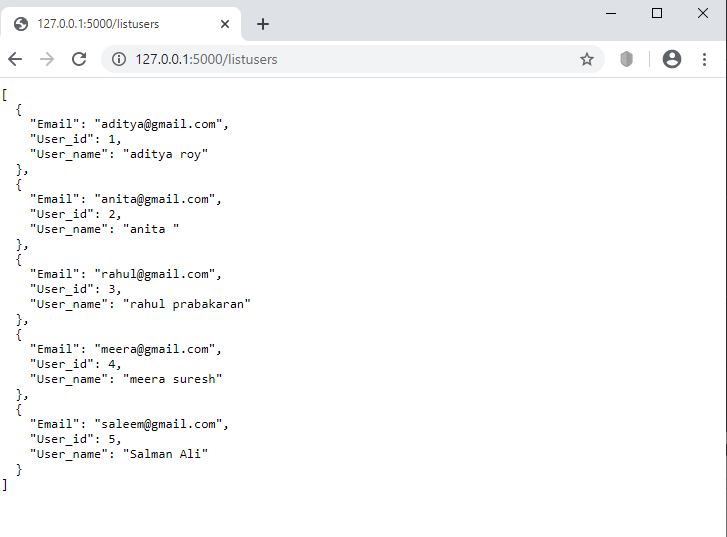 127.0.0.1:5000/listusers
127.0.0.1:5000/listusers
[
  {
    "Email": "aditya@gmail.com",
    "User_id": 1,
    "User_name": "aditya roy"
  },
  {
    "Email": "anita@gmail.com",
    "User_id": 2,
    "User_name": "anita "
  },
  {
    "Email": "rahul@gmail.com",
    "User_id": 3,
    "User_name": "rahul prabakaran"
  },
  {
    "Email": "meera@gmail.com",
    "User_id": 4,
    "User_name": "meera suresh"
  },
  {
    "Email": "saleem@gmail.com",
    "User_id": 5,
    "User_name": "Salman Ali"
  }
]